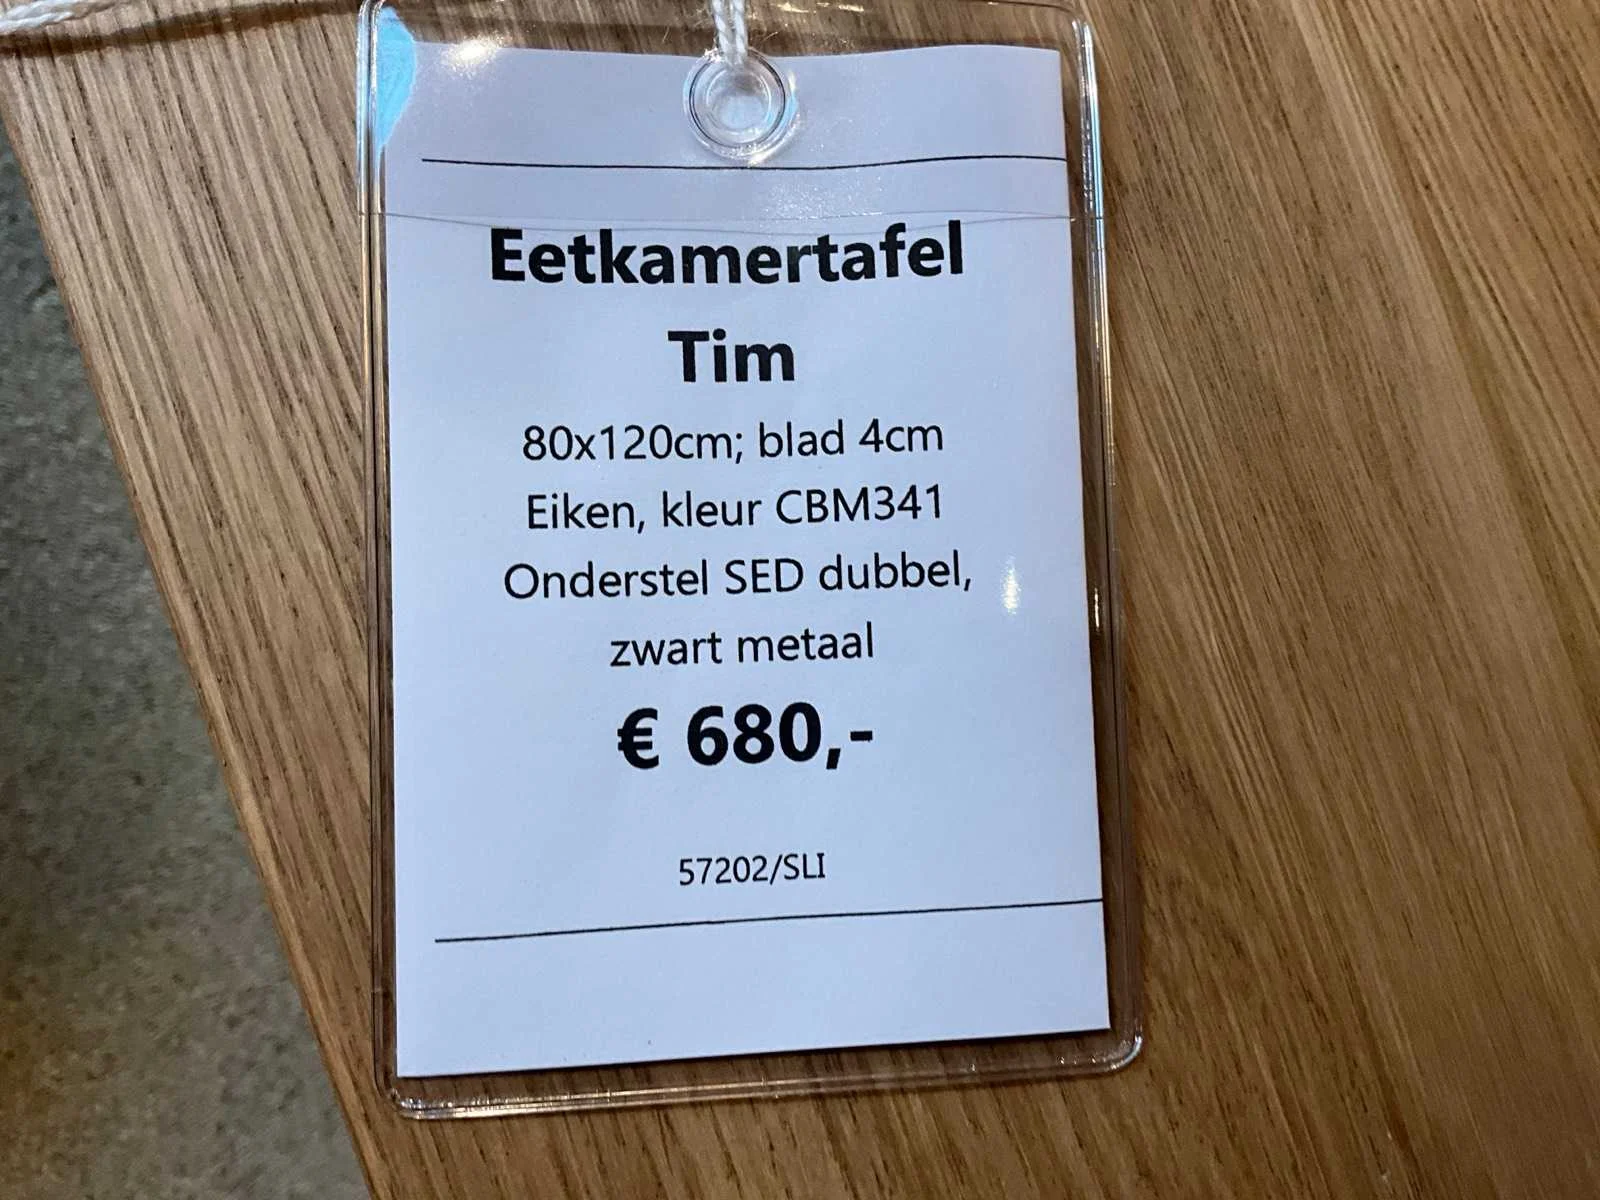 Eetkamertafel
Tim
80x120cm; blad 4cm
Eiken, kleur CBM341
Onderstel SED dubbel,
zwart metaal
€ 680,-
57202/SLI